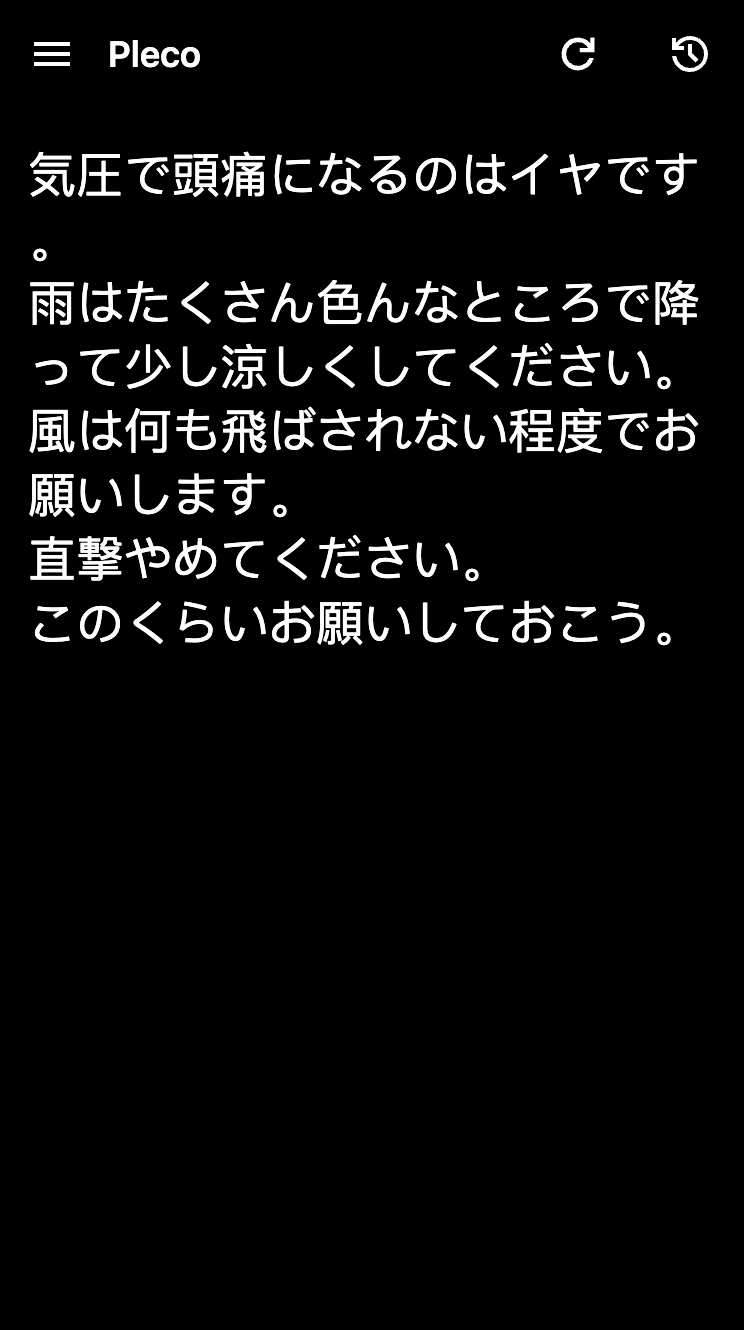 Pleco
気圧で頭痛になるのはイヤです
。
雨はたくさん色んなところで降
って少し涼しくしてください。
風は何も飛ばされない程度でお
願いします。
直撃やめてください。
このくらいお願いしておこう。